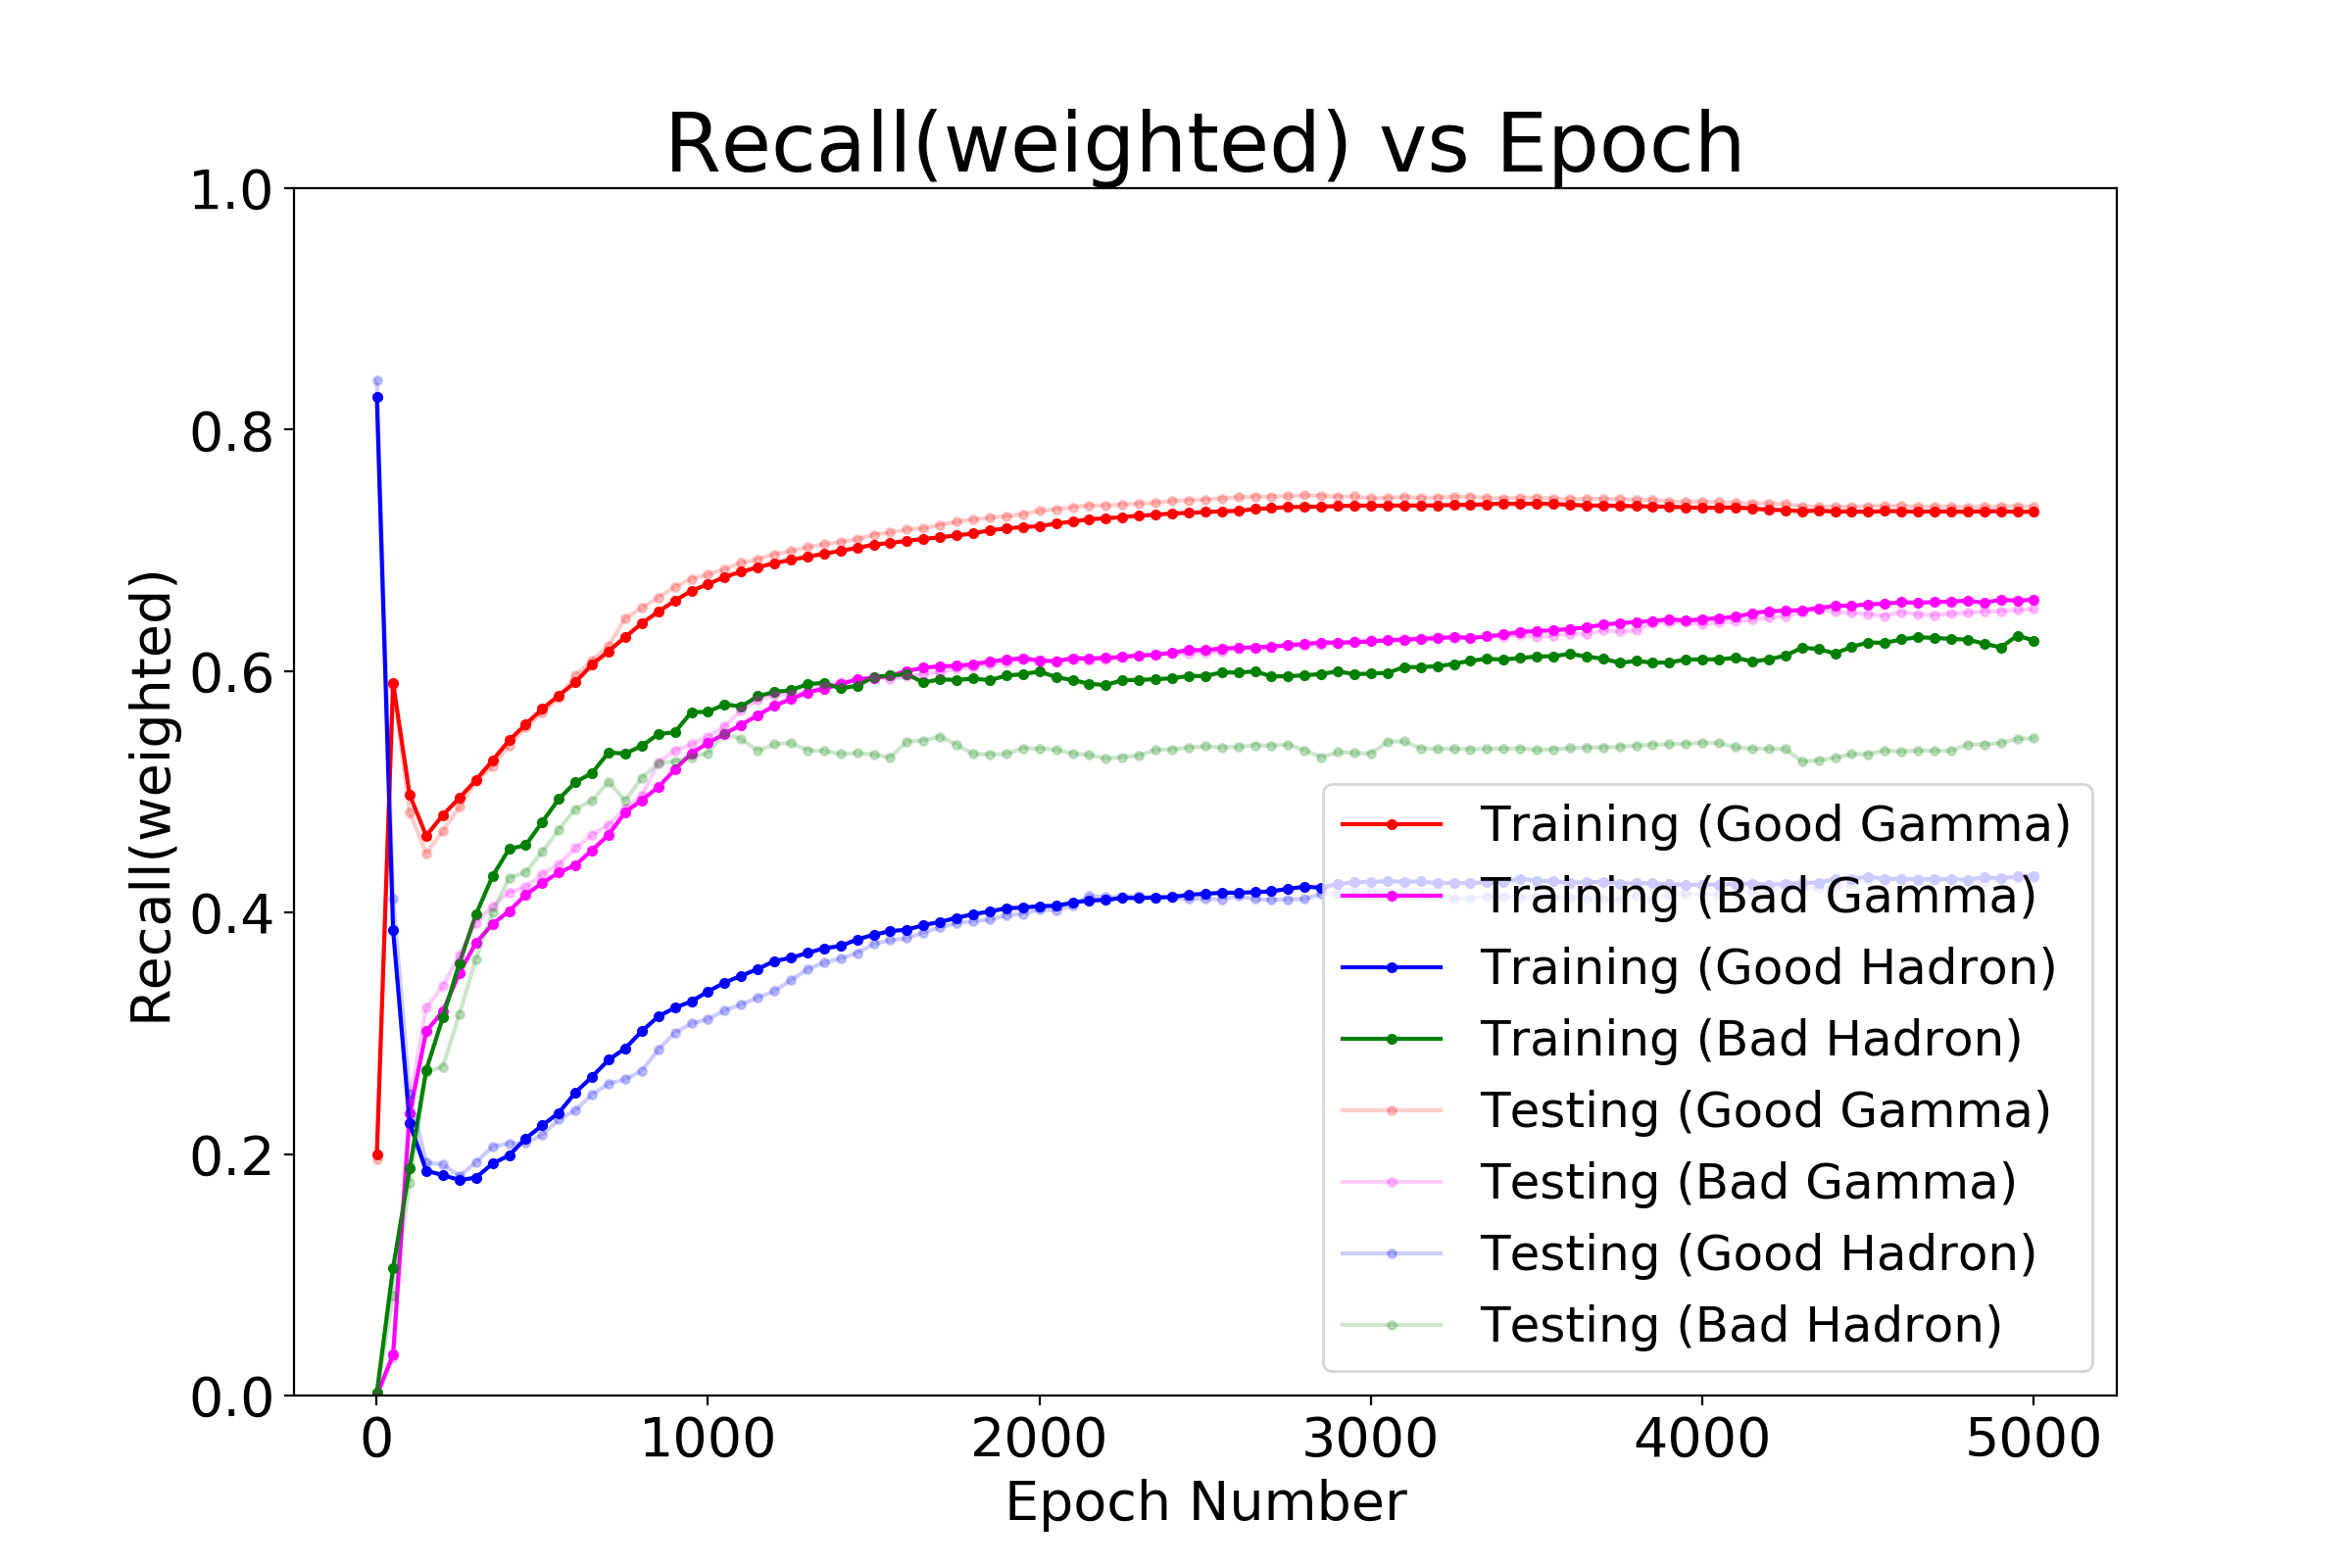 Recall(weighted) vs Epoch
1.0
0.8
0.6
0.4
0.2
0.0
Recall(weighted)
Training (Good Gamma)
Training (Bad Gamma)
Training (Good Hadron)
Training (Bad Hadron)
Testing (Good Gamma)
Testing (Bad Gamma)
Testing (Good Hadron)
Testing (Bad Hadron)
0 1000 2000 3000 4000 5000
Epoch Number